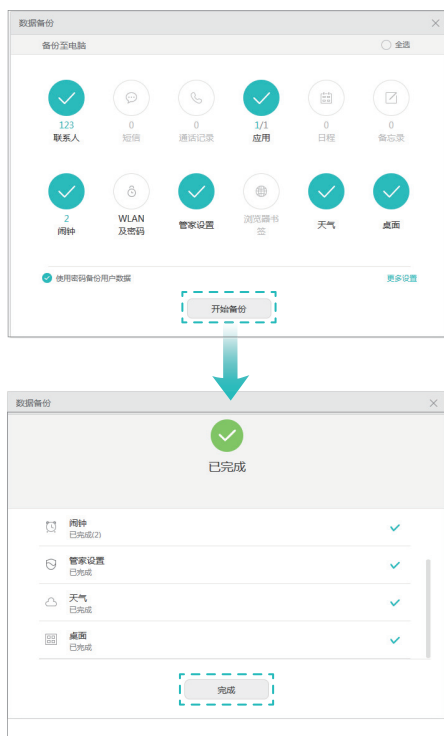 数据备份
备份至电脑
全选
123 0 0 1/1 0 0
联系人 短信 通话记录 应用 日程 备忘录
2 WLAN 管家设置 浏览器书 天气 桌面
闹钟 及密码 签
使用密码备份用户数据 更多设置
开始备份
数据备份
已完成
闹钟
已完成(2)
管家设置
已完成
天气
已完成
桌面
已完成
完成